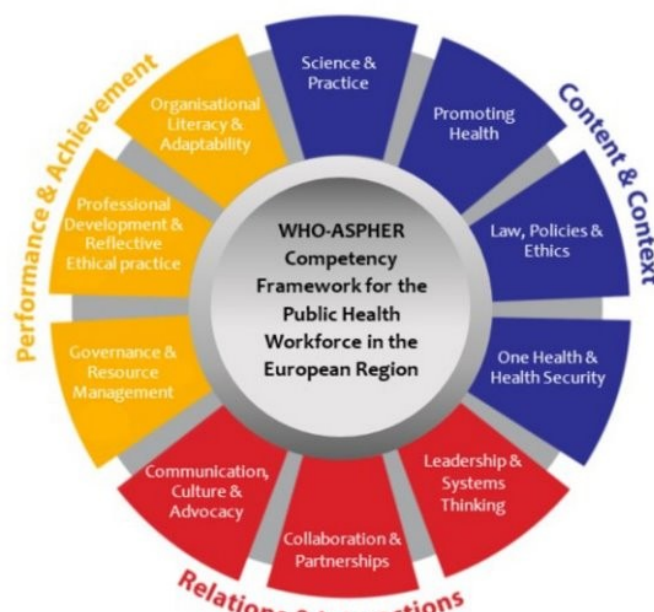 Performance & Achievement
Content & Context
Science &
Practice
Promoting
Health
Law, Policies &
Ethics
One Health &
Health Security
Leadership &
Systems
Thinking
Collaboration &
Partnerships
Communication,
Culture &
Advocacy
Governance &
Resource
Management
Professional
Development &
Reflective
Ethical practice
Organisational
Literacy &
Adaptability
WHO-ASPHER
Competency
Framework for the
Public Health
Workforce in the
European Region
Relations &